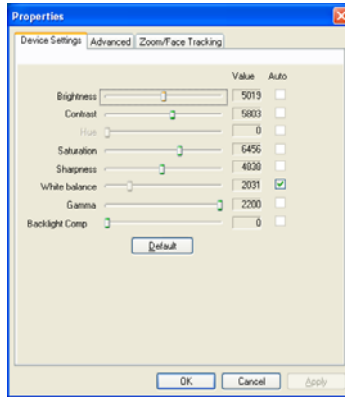 Properties
Device Settings Advanced Zoom/Face Tracking
Value Auto
Brightness 5019
Contrast 5803
Hue 0
Saturation 6456
Sharpness 4838
White balance 2031
Gamma 2200
Backlight Comp 0
Default
OK Cancel Apply